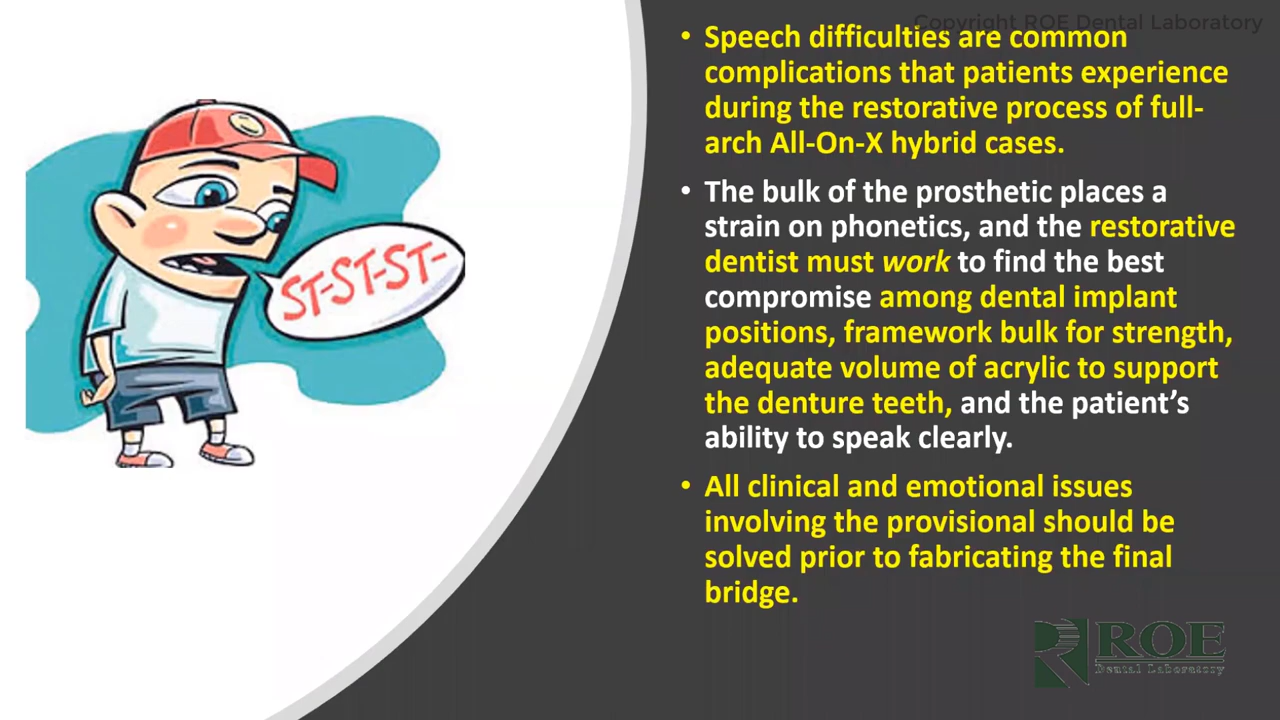 Copyright ROE Dental Laboratory
• Speech difficulties are common
complications that patients experience
during the restorative process of full-
arch All-On-X hybrid cases.
• The bulk of the prosthetic places a
strain on phonetics, and the restorative
dentist must work to find the best
compromise among dental implant
positions, framework bulk for strength,
adequate volume of acrylic to support
the denture teeth, and the patient’s
ability to speak clearly.
• All clinical and emotional issues
involving the provisional should be
solved prior to fabricating the final
bridge.
ST-ST-ST-
ROE
Dental Laboratory